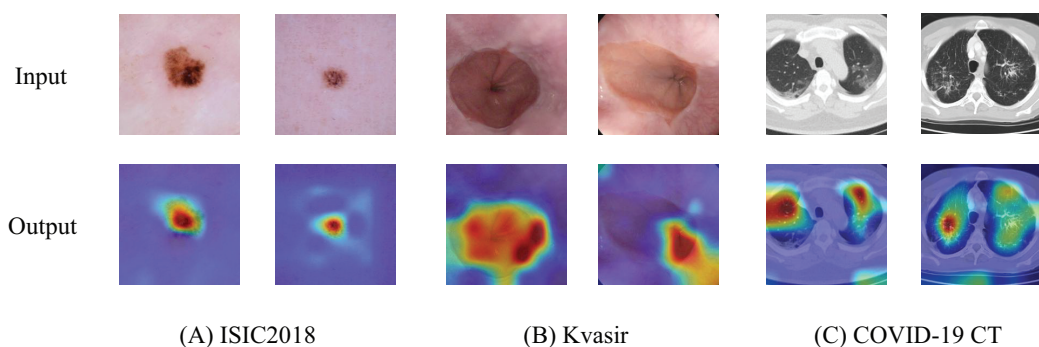 Input
Output
(A) ISIC2018
(B) Kvasir
(C) COVID-19 CT